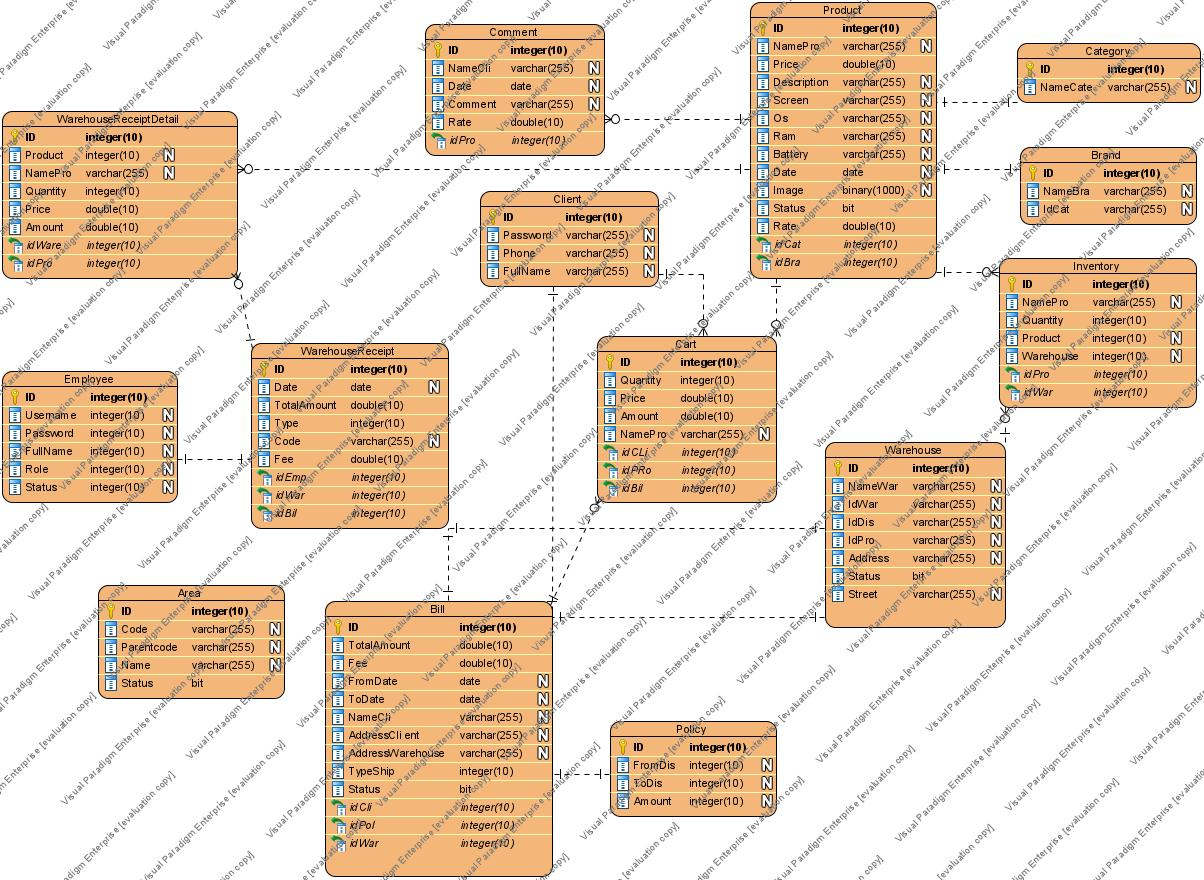 Comment
ID integer(10)
NameCli varchar(255) N
Date date N
Comment varchar(255) N
Rate double(10)
idPro integer(10)
Product
ID integer(10)
NamePro varchar(255) N
Price double(10)
Description varchar(255) N
Screen varchar(255) N
Os varchar(255) N
Ram varchar(255) N
Battery varchar(255) N
Date date N
Image binary(1000) N
Status bit
Rate double(10)
idCat integer(10)
idBra integer(10)
Category
ID integer(10)
NameCate varchar(255) N
WarehouseReceiptDetail
ID integer(10)
Product integer(10) N
NamePro varchar(255) N
Quantity integer(10)
Price double(10)
Amount double(10)
idWare integer(10)
idPro integer(10)
Brand
ID integer(10)
NameBra varchar(255) N
IdCat varchar(255) N
Client
ID integer(10)
Password varchar(255) N
Phone varchar(255) N
FullName varchar(255) N
Inventory
ID integer(10)
NamePro varchar(255) N
Quantity integer(10)
Product integer(10) N
Warehouse integer(10) N
idPro integer(10)
idWar integer(10)
WarehouseReceipt
ID integer(10)
Date date N
TotalAmount double(10)
Type integer(10)
Code varchar(255) N
Fee double(10)
idEmp integer(10)
idWar integer(10)
idBil integer(10)
Cart
ID integer(10)
Quantity integer(10)
Price double(10)
Amount double(10)
NamePro varchar(255) N
idCLi integer(10)
idPRo integer(10)
idBil integer(10)
Employee
ID integer(10)
Username integer(10) N
Password integer(10) N
FullName integer(10) N
Role integer(10) N
Status integer(10) N
Warehouse
ID integer(10)
NameWar varchar(255) N
IdWar varchar(255) N
IdDis varchar(255) N
IdPro varchar(255) N
Address varchar(255) N
Status bit
Street varchar(255) N
Area
ID integer(10)
Code varchar(255) N
Parentcode varchar(255) N
Name varchar(255) N
Status bit
Bill
ID integer(10)
TotalAmount double(10)
Fee double(10)
FromDate date N
ToDate date N
NameCli varchar(255) N
AddressClient varchar(255) N
AddressWarehouse varchar(255) N
TypeShip integer(10)
Status bit
idCli integer(10)
idPol integer(10)
idWar integer(10)
Policy
ID integer(10)
FromDis integer(10) N
ToDis integer(10) N
Amount integer(10) N
Visual Paradigm Enterprise [evaluation copy]